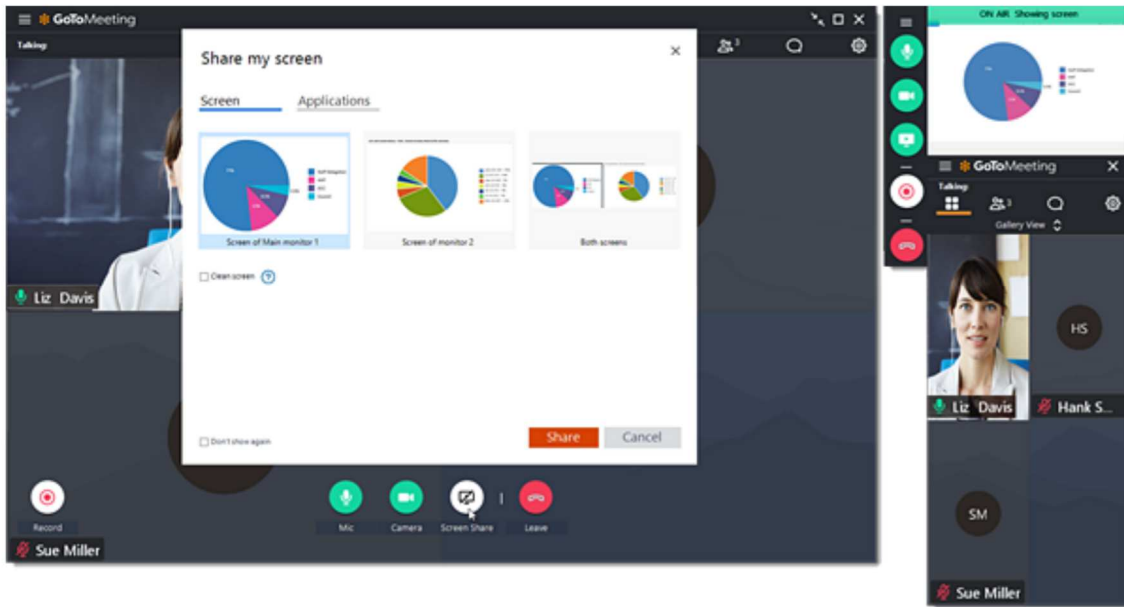 GoToMeeting
Talking:
3
Share my screen
Screen
Applications
Screen of Main monitor 1
Screen of monitor 2
Both screens
Clean screen
?
Don't show again
Share
Cancel
Liz Davis
Record
Mic
Camera
Screen Share
Leave
Sue Miller
ON AIR Showing screen
GoToMeeting
Talking:
3
Gallery View
HS
Liz Davis
Hank S...
SM
Sue Miller